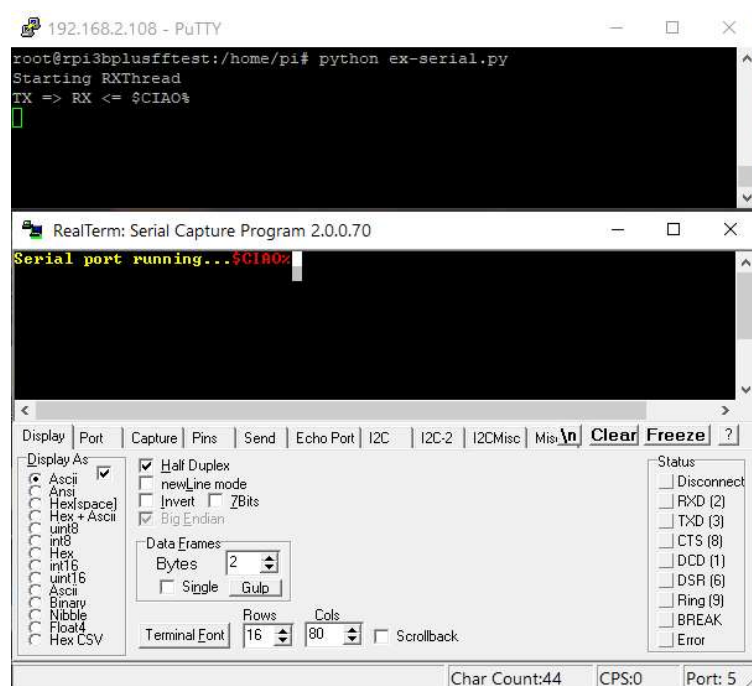 192.168.2.108 - PuTTY
root@rpi3bplusfftest:/home/pi# python ex-serial.py
Starting RXThread
TX => RX <= $CIAO%
RealTerm: Serial Capture Program 2.0.0.70
Serial port running...$CIAO%
Display Port Capture Pins Send Echo Port I2C I2C-2 I2CMisc Mis \n Clear Freeze ?
Display As
Ascii
Ansi
Hex[space]
Hex + Ascii
uint8
int8
Hex
int16
uint16
Ascii
Binary
Nibble
Float4
Hex CSV
Half Duplex
newLine mode
Invert 7Bits
Big Endian
Data Frames
Bytes 2
Single Gulp
Rows Cols
Terminal Font 16 80 Scrollback
Status
Disconnect
RXD (2)
TXD (3)
CTS (8)
DCD (1)
DSR (6)
Ring (9)
BREAK
Error
Char Count:44 CPS:0 Port: 5